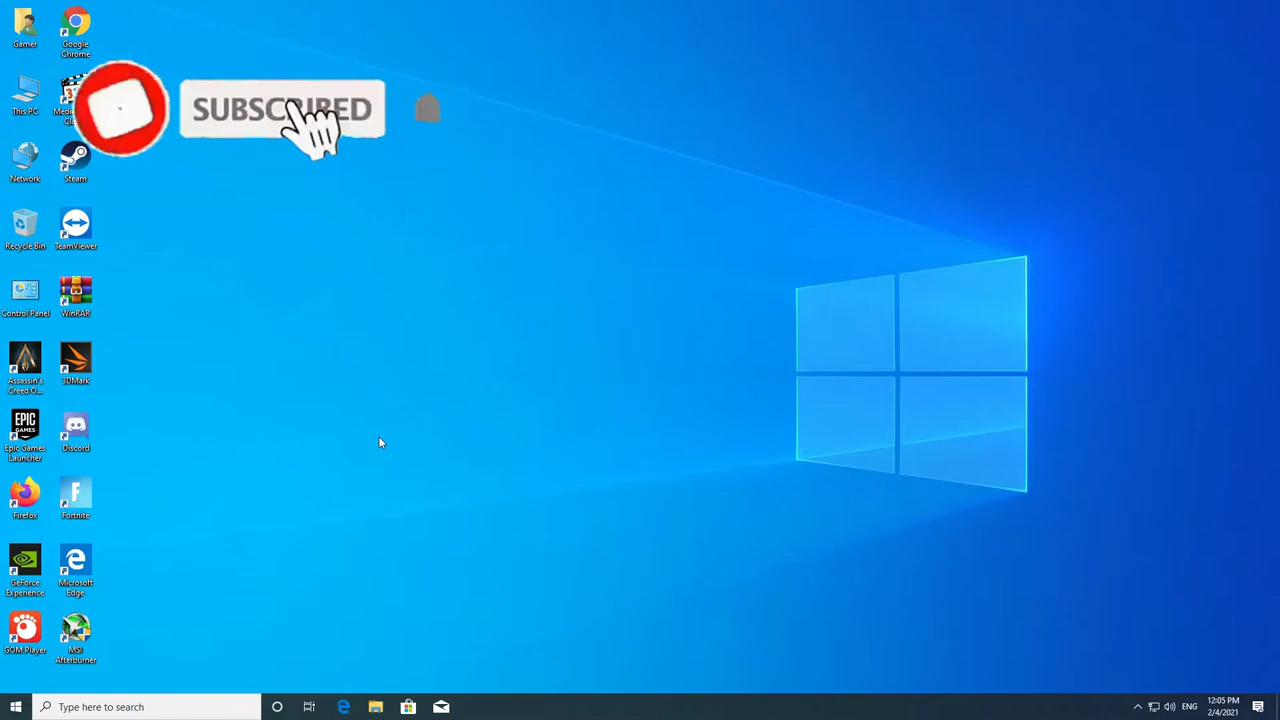 Gamer
Google
Chrome
This PC
SUBSCRIBED
Network
Steam
Recycle Bin
TeamViewer
Control Panel
WinRAR
Assassin's
Creed O...
3DMark
EPIC
GAMES
Epic Games
Launcher
Discord
Firefox
F
Fortnite
GeForce
Experience
Microsoft
Edge
GOM Player
MSI
Afterburner
Type here to search
ENG
12:05 PM
2/4/2021